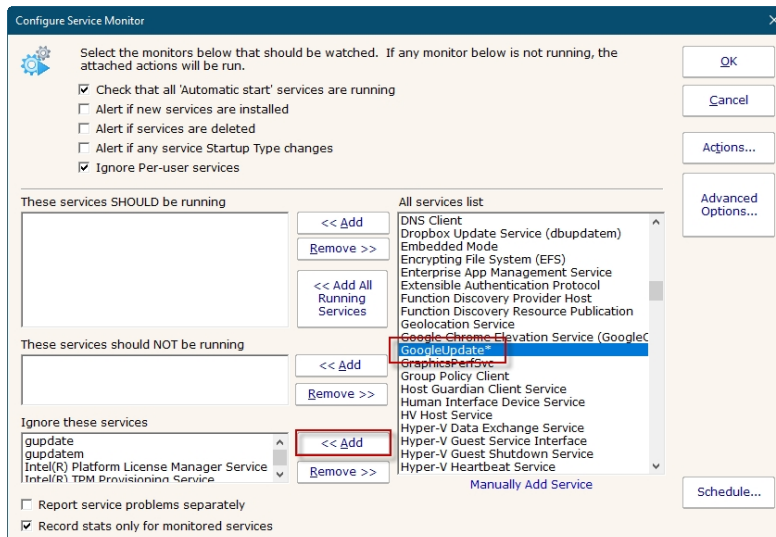 Configure Service Monitor
Select the monitors below that should be watched. If any monitor below is not running, the
attached actions will be run.
Check that all 'Automatic start' services are running
Alert if new services are installed
Alert if services are deleted
Alert if any service Startup Type changes
Ignore Per-user services
OK
Cancel
Actions...
Advanced
Options...
These services SHOULD be running
<< Add
Remove >>
<< Add All
Running
Services
These services should NOT be running
<< Add
Remove >>
Ignore these services
gupdate
gupdatem
Intel(R) Platform License Manager Service
Intel(R) TPM Provisioning Service
<< Add
Remove >>
All services list
DNS Client
Dropbox Update Service (dbupdatem)
Embedded Mode
Encrypting File System (EFS)
Enterprise App Management Service
Extensible Authentication Protocol
Function Discovery Provider Host
Function Discovery Resource Publication
Geolocation Service
Google Chrome Elevation Service (GoogleC
GoogleUpdate*
GraphicsPerfSvc
Group Policy Client
Host Guardian Client Service
Human Interface Device Service
HV Host Service
Hyper-V Data Exchange Service
Hyper-V Guest Service Interface
Hyper-V Guest Shutdown Service
Hyper-V Heartbeat Service
Manually Add Service
Schedule...
Report service problems separately
Record stats only for monitored services